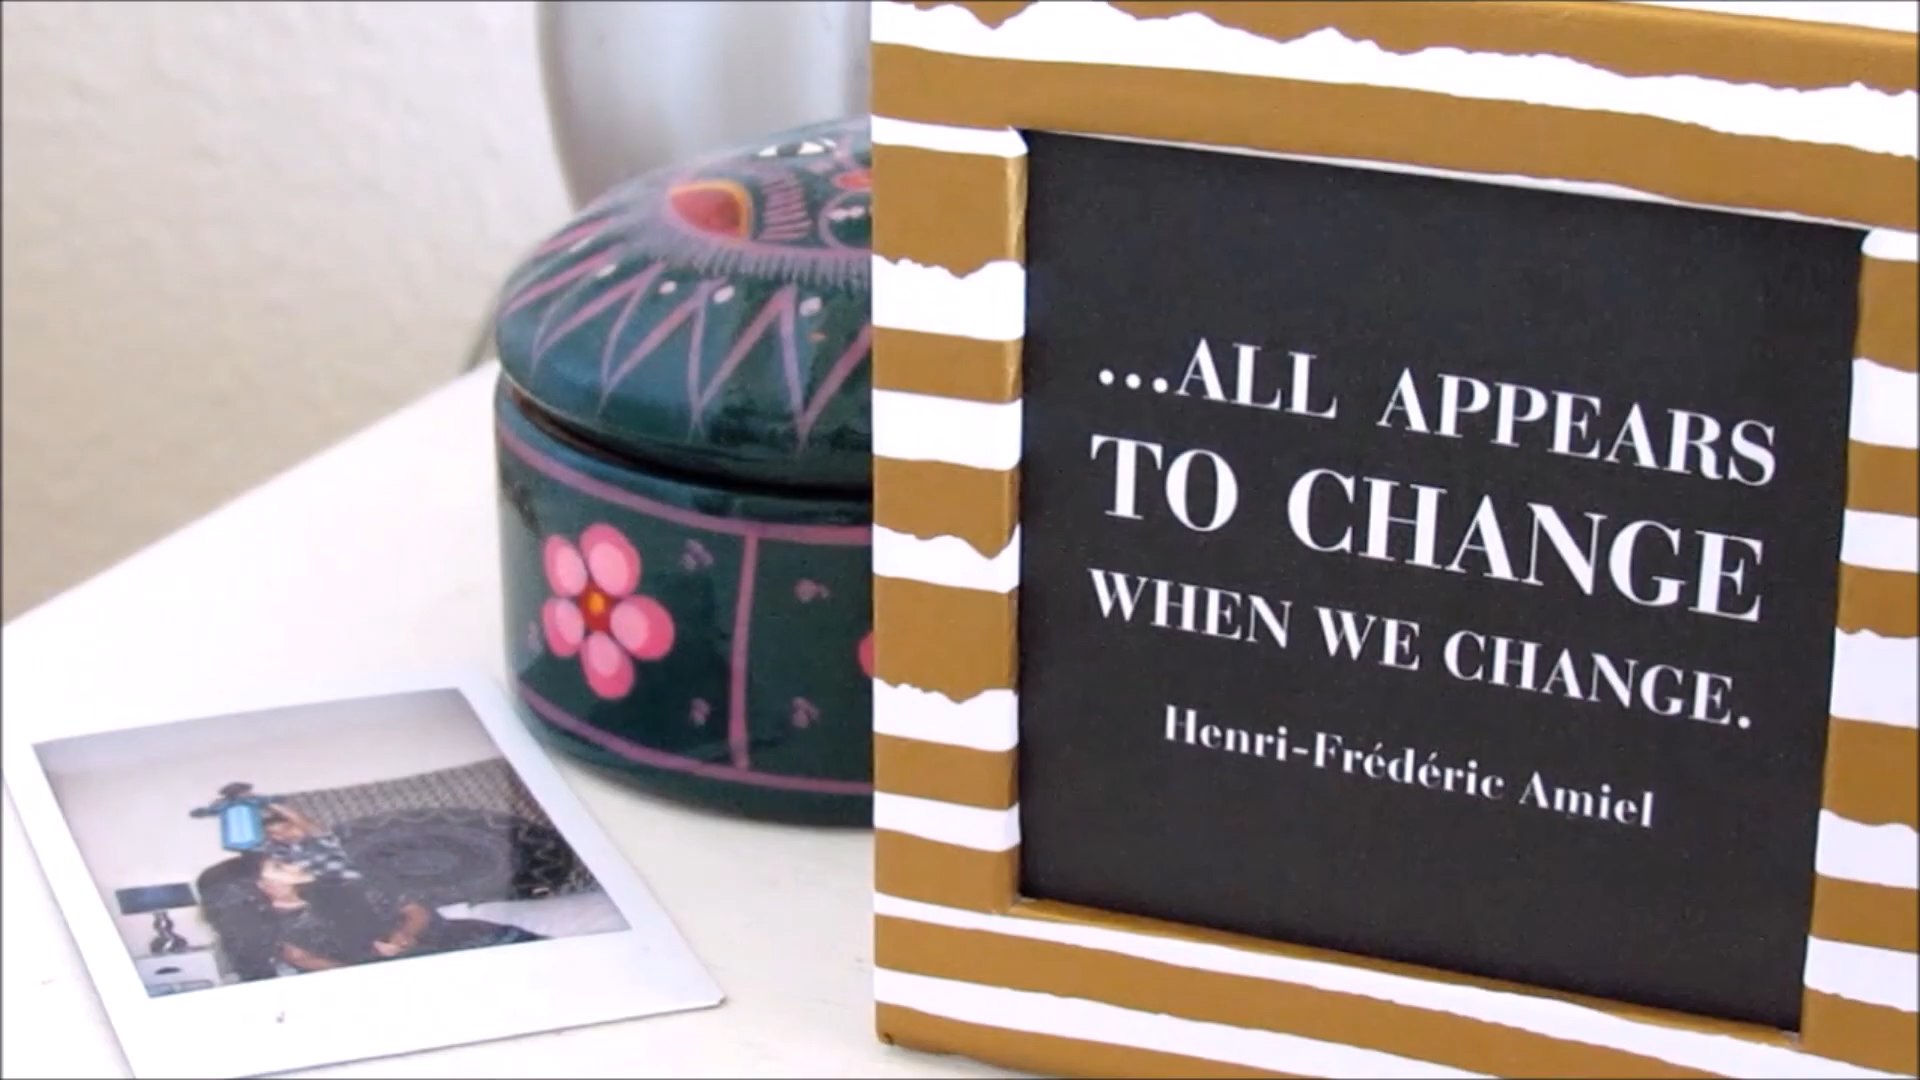 ...ALL APPEARS
TO CHANGE
WHEN WE CHANGE.
Henri-Frédéric Amiel